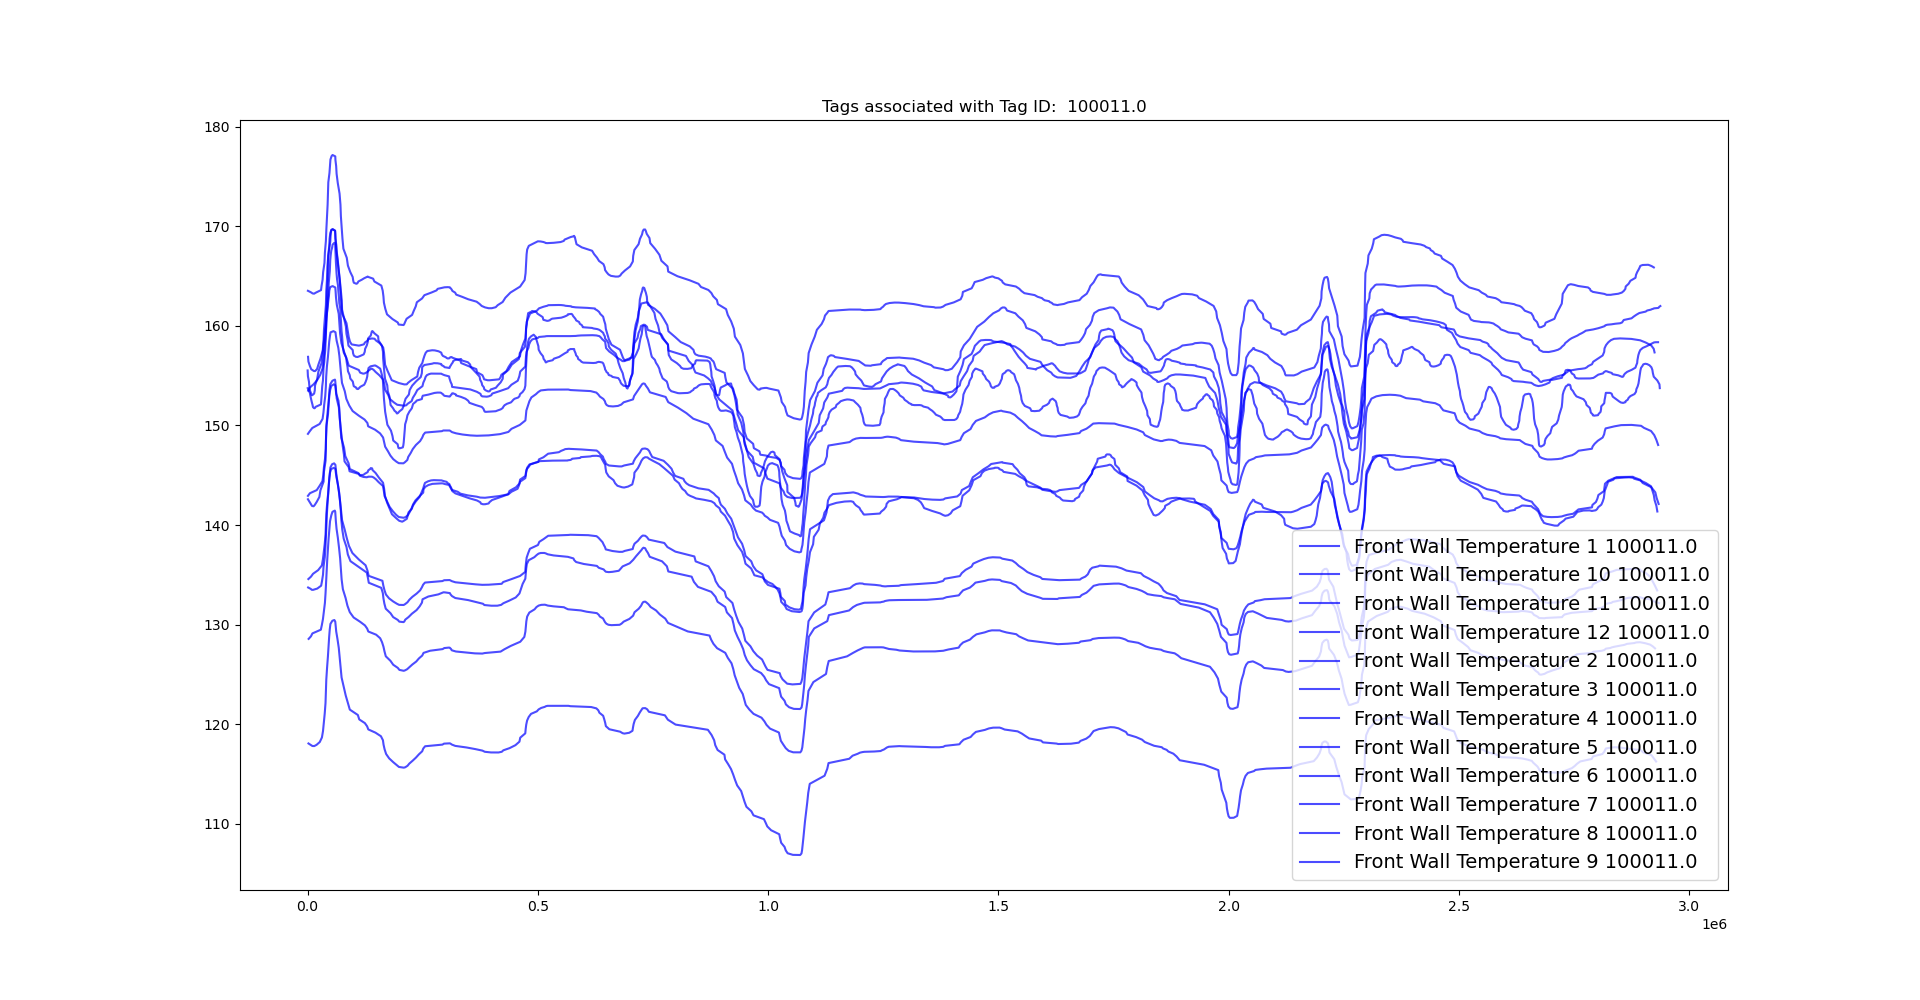 Tags associated with Tag ID:  100011.0
180
170
160
150
140
130
120
110
Front Wall Temperature 1 100011.0
Front Wall Temperature 10 100011.0
Front Wall Temperature 11 100011.0
Front Wall Temperature 12 100011.0
Front Wall Temperature 2 100011.0
Front Wall Temperature 3 100011.0
Front Wall Temperature 4 100011.0
Front Wall Temperature 5 100011.0
Front Wall Temperature 6 100011.0
Front Wall Temperature 7 100011.0
Front Wall Temperature 8 100011.0
Front Wall Temperature 9 100011.0
0.0 0.5 1.0 1.5 2.0 2.5 3.0
1e6